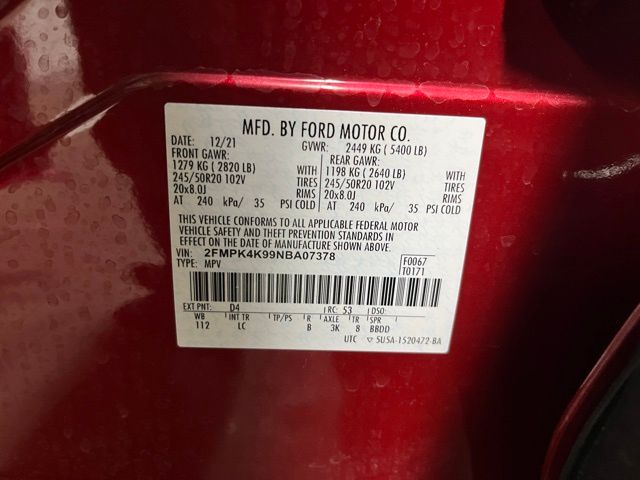 MFD. BY FORD MOTOR CO.
DATE: 12/21 GVWR: 2449 KG ( 5400 LB)
FRONT GAWR: REAR GAWR:
1279 KG ( 2820 LB) WITH 1198 KG ( 2640 LB) WITH
245/50R20 102V TIRES 245/50R20 102V TIRES
20x8.0J RIMS 20x8.0J RIMS
AT 240 kPa/ 35 PSI COLD AT 240 kPa/ 35 PSI COLD
THIS VEHICLE CONFORMS TO ALL APPLICABLE FEDERAL MOTOR
VEHICLE SAFETY AND THEFT PREVENTION STANDARDS IN
EFFECT ON THE DATE OF MANUFACTURE SHOWN ABOVE.
VIN: 2FMPK4K99NBA07378 F0067
TYPE: MPV T0171
EXT PNT: D4 RC: 53 DSO:
WB INT TR TP/PS R AXLE TR SPR
112 LC B 3K 8 BBDD
UTC ▽ 5U5A-1520472-BA